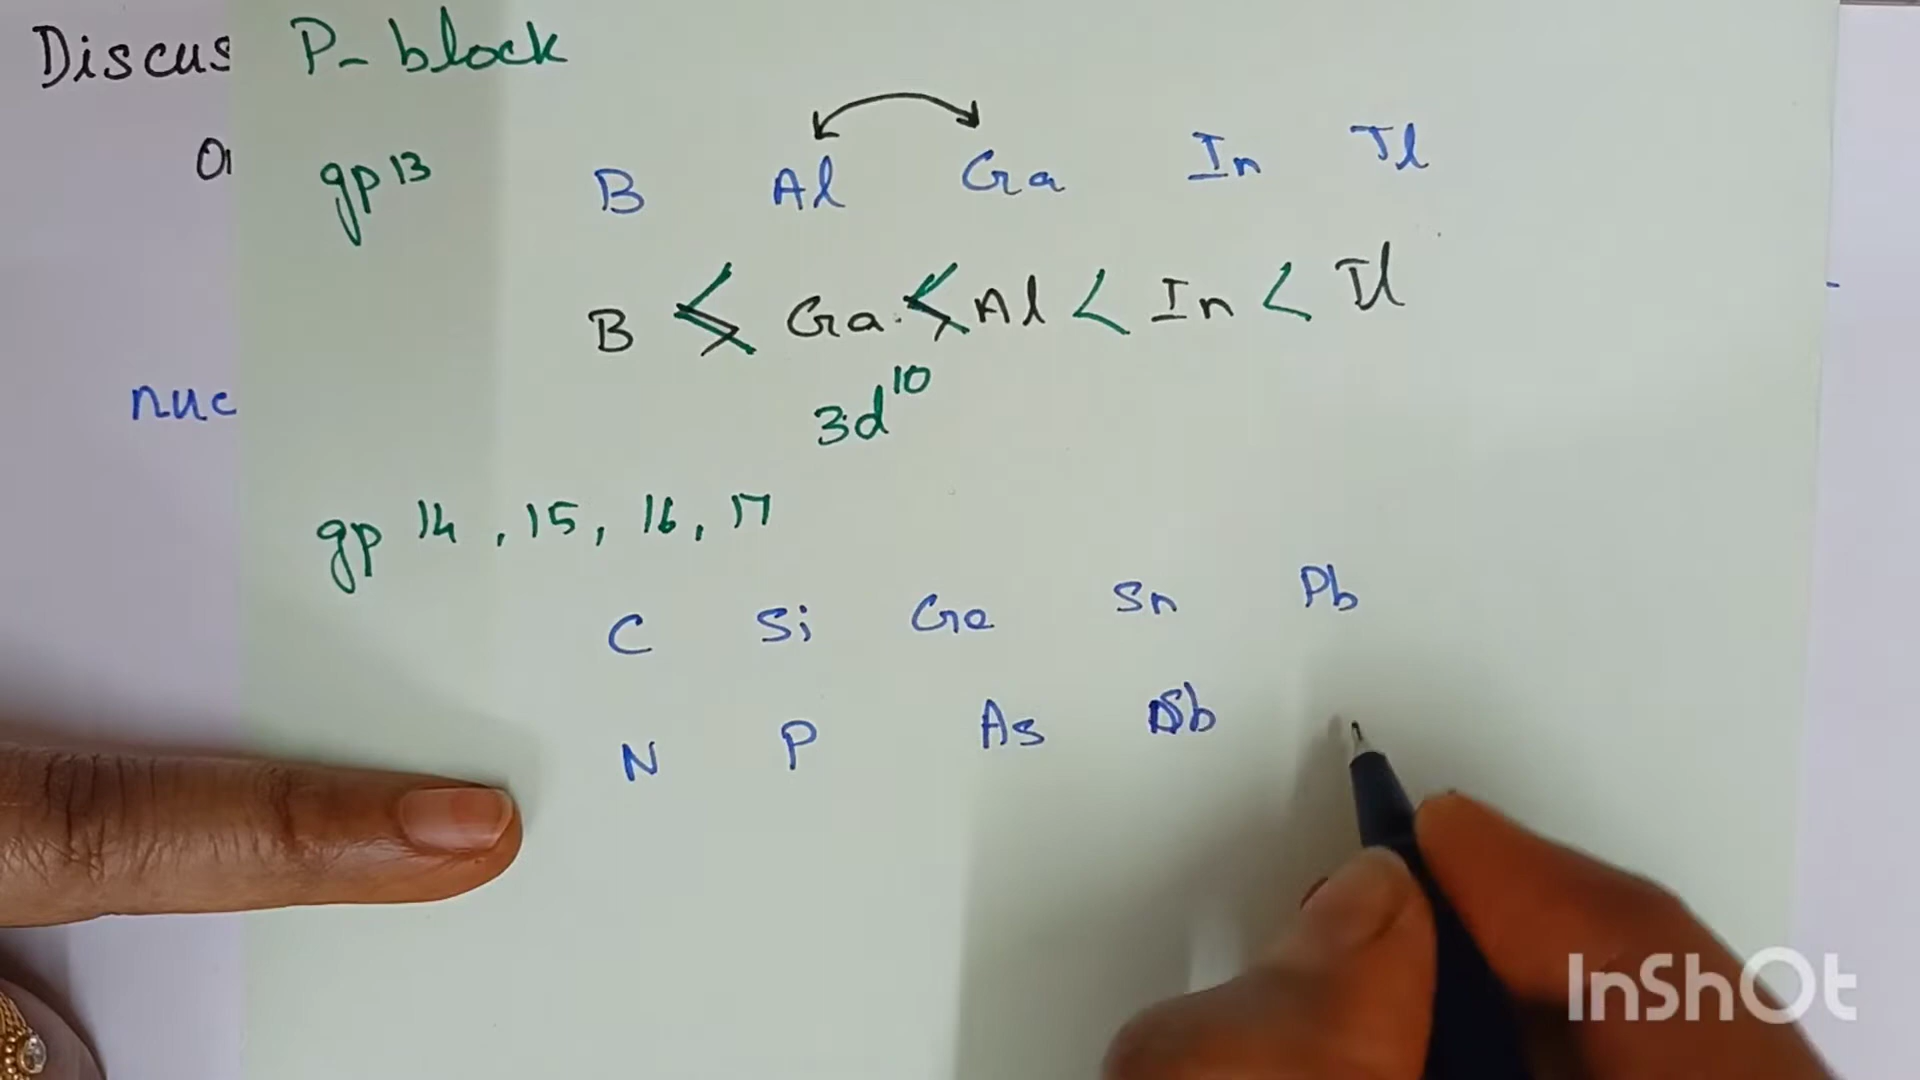 Discus
P-block
gp 13 B Al Ga In Tl
B < Ga < Al < In < Tl
3d¹⁰
nuc
gp 14, 15, 16, 17
C Si Ge Sn Pb
N P As Sb
InShOt